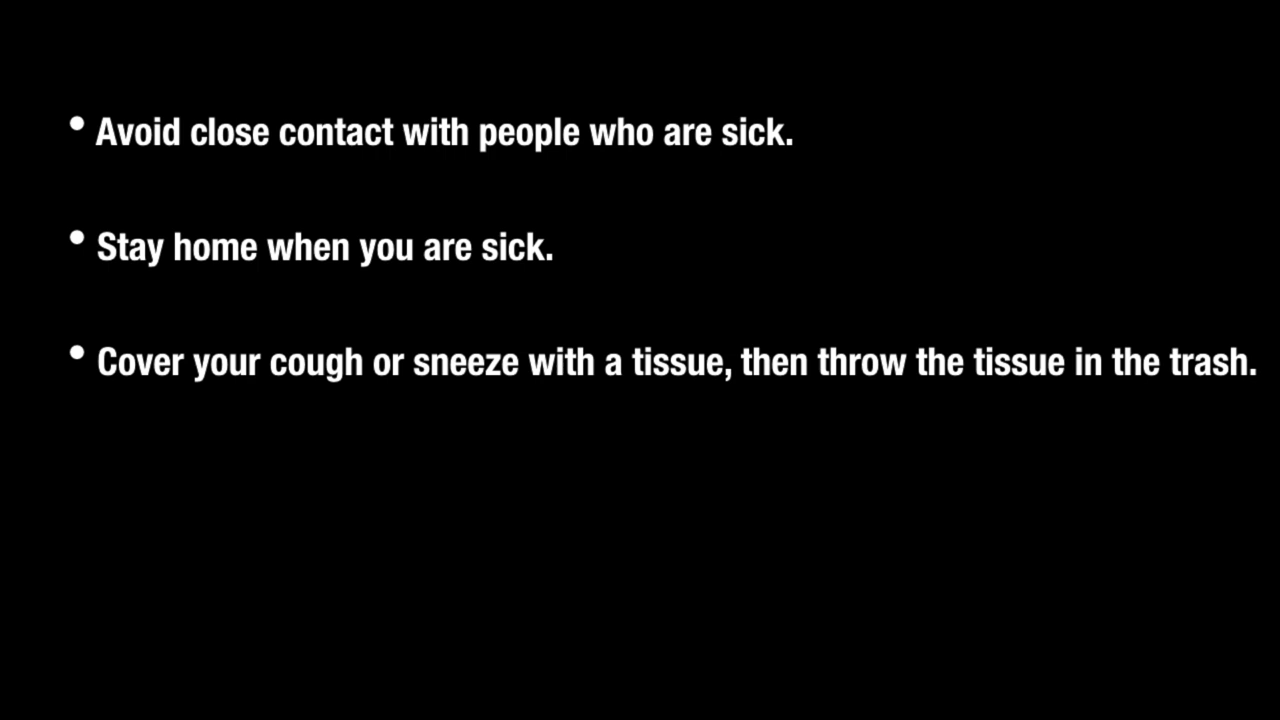 • Avoid close contact with people who are sick.
• Stay home when you are sick.
• Cover your cough or sneeze with a tissue, then throw the tissue in the trash.